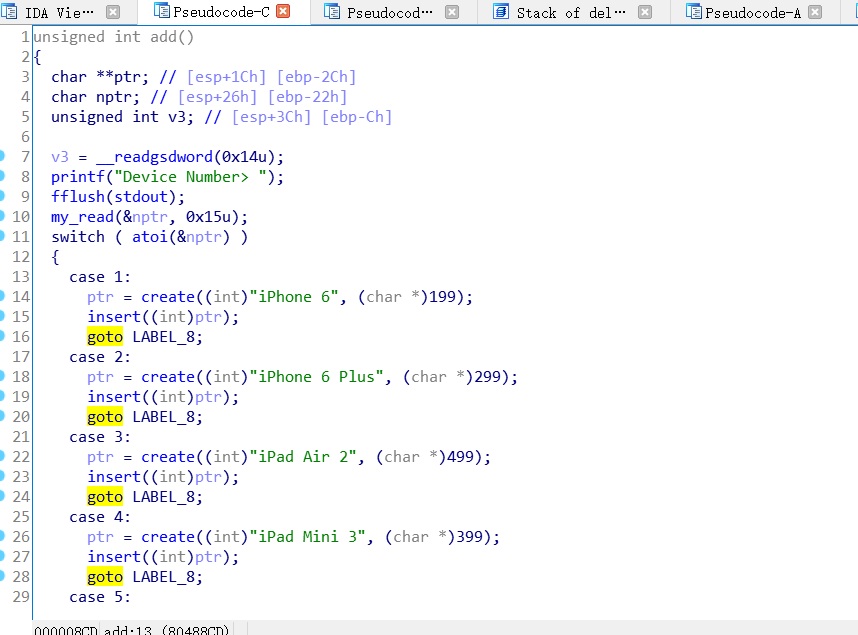 IDA Vie… Pseudocode-C Pseudocod… Stack of del… Pseudocode-A
1 unsigned int add()
2 {
3 char **ptr; // [esp+1Ch] [ebp-2Ch]
4 char nptr; // [esp+26h] [ebp-22h]
5 unsigned int v3; // [esp+3Ch] [ebp-Ch]
6
7 v3 = __readgsdword(0x14u);
8 printf("Device Number> ");
9 fflush(stdout);
10 my_read(&nptr, 0x15u);
11 switch ( atoi(&nptr) )
12 {
13 case 1:
14 ptr = create((int)"iPhone 6", (char *)199);
15 insert((int)ptr);
16 goto LABEL_8;
17 case 2:
18 ptr = create((int)"iPhone 6 Plus", (char *)299);
19 insert((int)ptr);
20 goto LABEL_8;
21 case 3:
22 ptr = create((int)"iPad Air 2", (char *)499);
23 insert((int)ptr);
24 goto LABEL_8;
25 case 4:
26 ptr = create((int)"iPad Mini 3", (char *)399);
27 insert((int)ptr);
28 goto LABEL_8;
29 case 5:
000008CD add:13 (80488CD)